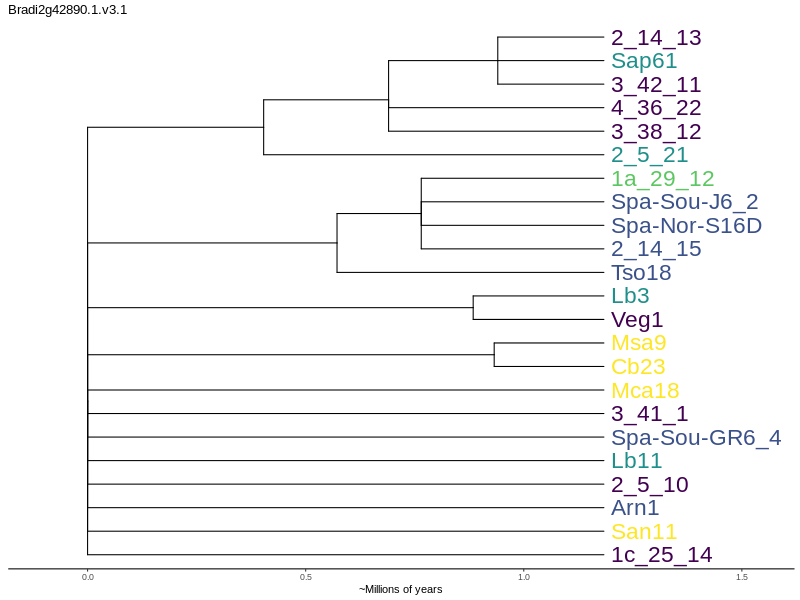 Bradi2g42890.1.v3.1
2_14_13
Sap61
3_42_11
4_36_22
3_38_12
2_5_21
1a_29_12
Spa-Sou-J6_2
Spa-Nor-S16D
2_14_15
Tso18
Lb3
Veg1
Msa9
Cb23
Mca18
3_41_1
Spa-Sou-GR6_4
Lb11
2_5_10
Arn1
San11
1c_25_14
0.0 0.5 1.0 1.5
~Millions of years